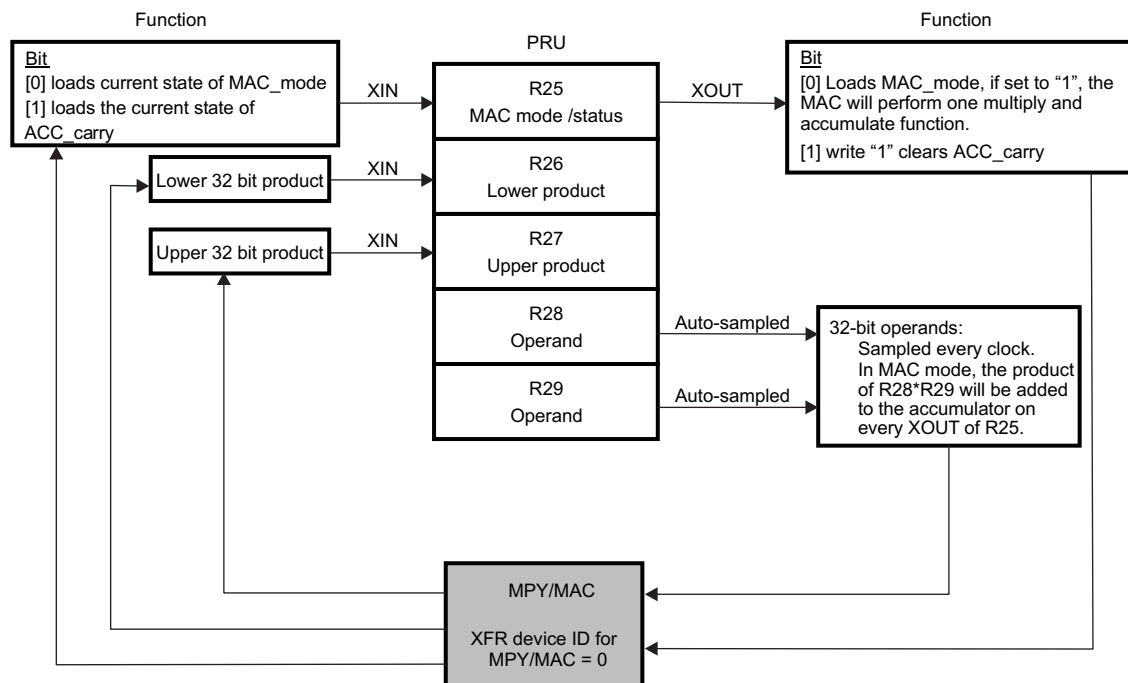 Function
Bit
[0] loads current state of MAC_mode
[1] loads the current state of
ACC_carry
Lower 32 bit product
Upper 32 bit product
XIN
XIN
XIN
PRU
R25
MAC mode /status
R26
Lower product
R27
Upper product
R28
Operand
R29
Operand
XOUT
Auto-sampled
Auto-sampled
Function
Bit
[0] Loads MAC_mode, if set to “1”, the
MAC will perform one multiply and
accumulate function.
[1] write “1” clears ACC_carry
32-bit operands:
Sampled every clock.
In MAC mode, the product
of R28*R29 will be added
to the accumulator on
every XOUT of R25.
MPY/MAC
XFR device ID for
MPY/MAC = 0